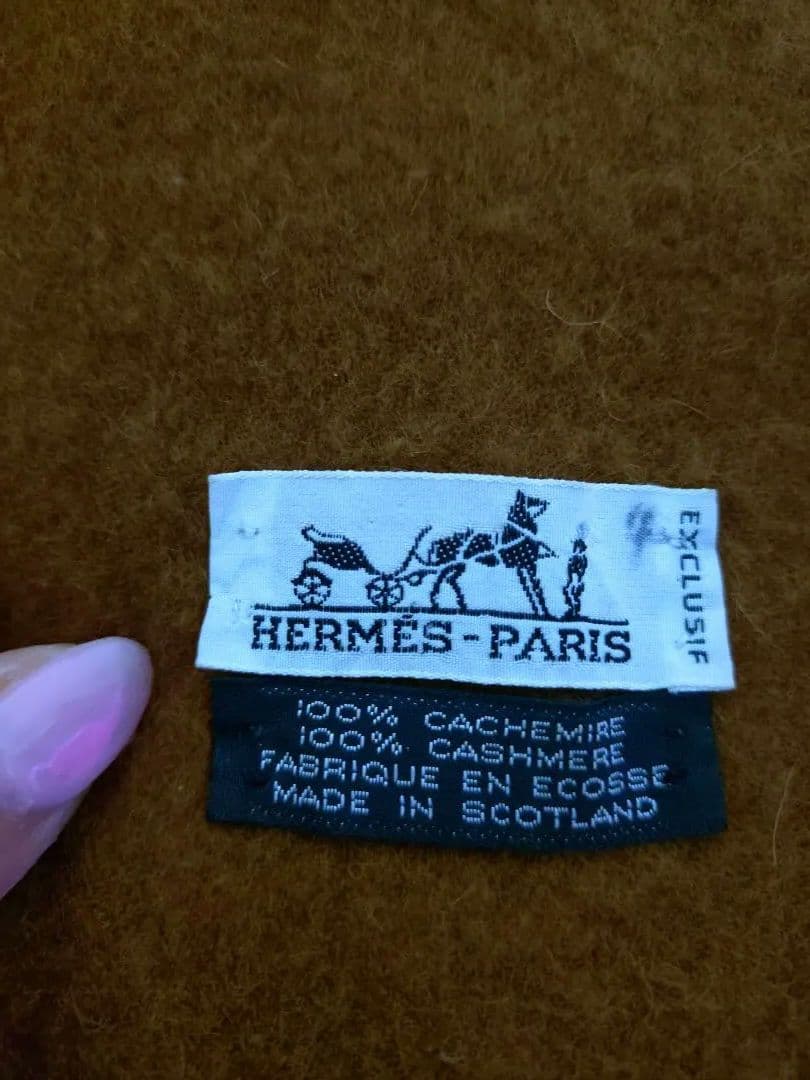 HERMÈS-PARIS
EXCLUSIF
100% CACHEMIRE
100% CASHMERE
FABRIQUE EN ECOSSE
MADE IN SCOTLAND